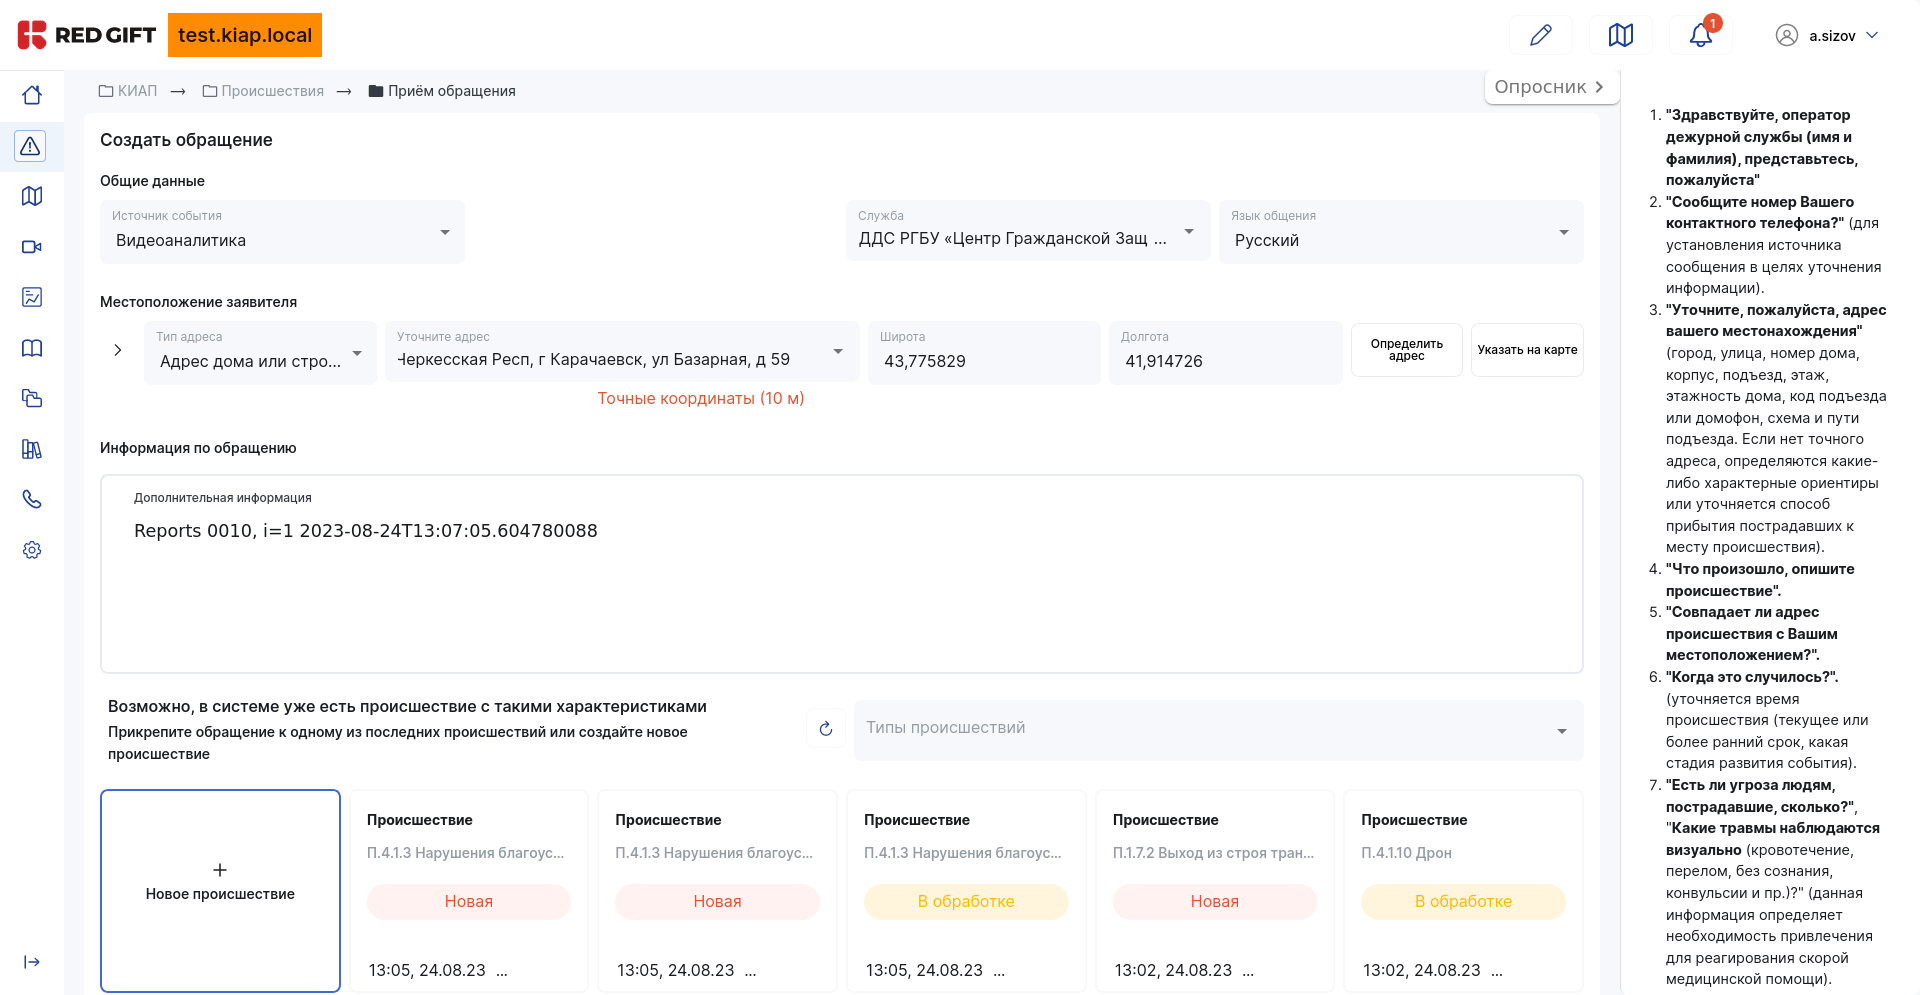 RED GIFT
test.kiap.local
1
a.sizov
КИАП → Происшествия → Приём обращения
Опросник
Создать обращение
Общие данные
Источник события
Видеоаналитика
Служба
ДДС РГБУ «Центр Гражданской Защ ...
Язык общения
Русский
Местоположение заявителя
Тип адреса
Адрес дома или стро...
Уточните адрес
Черкесская Респ, г Карачаевск, ул Базарная, д 59
Широта
43,775829
Долгота
41,914726
Определить
адрес
Указать на карте
Точные координаты (10 м)
Информация по обращению
Дополнительная информация
Reports 0010, i=1 2023-08-24T13:07:05.604780088
Возможно, в системе уже есть происшествие с такими характеристиками
Прикрепите обращение к одному из последних происшествий или создайте новое
происшествие
Типы происшествий
Новое происшествие
Происшествие
П.4.1.3 Нарушения благоус...
Новая
13:05, 24.08.23 ...
Происшествие
П.4.1.3 Нарушения благоус...
Новая
13:05, 24.08.23 ...
Происшествие
П.4.1.3 Нарушения благоус...
В обработке
13:05, 24.08.23 ...
Происшествие
П.1.7.2 Выход из строя тран...
Новая
13:02, 24.08.23 ...
Происшествие
П.4.1.10 Дрон
В обработке
13:02, 24.08.23 ...
1. "Здравствуйте, оператор
дежурной службы (имя и
фамилия), представьтесь,
пожалуйста"
2. "Сообщите номер Вашего
контактного телефона?" (для
установления источника
сообщения в целях уточнения
информации).
3. "Уточните, пожалуйста, адрес
вашего местонахождения"
(город, улица, номер дома,
корпус, подъезд, этаж,
этажность дома, код подъезда
или домофон, схема и пути
подъезда. Если нет точного
адреса, определяются какие-
либо характерные ориентиры
или уточняется способ
прибытия пострадавших к
месту происшествия).
4. "Что произошло, опишите
происшествие".
5. "Совпадает ли адрес
происшествия с Вашим
местоположением?".
6. "Когда это случилось?".
(уточняется время
происшествия (текущее или
более ранний срок, какая
стадия развития события).
7. "Есть ли угроза людям,
пострадавшие, сколько?",
"Какие травмы наблюдаются
визуально (кровотечение,
перелом, без сознания,
конвульсии и пр.)?" (данная
информация определяет
необходимость привлечения
для реагирования скорой
медицинской помощи).